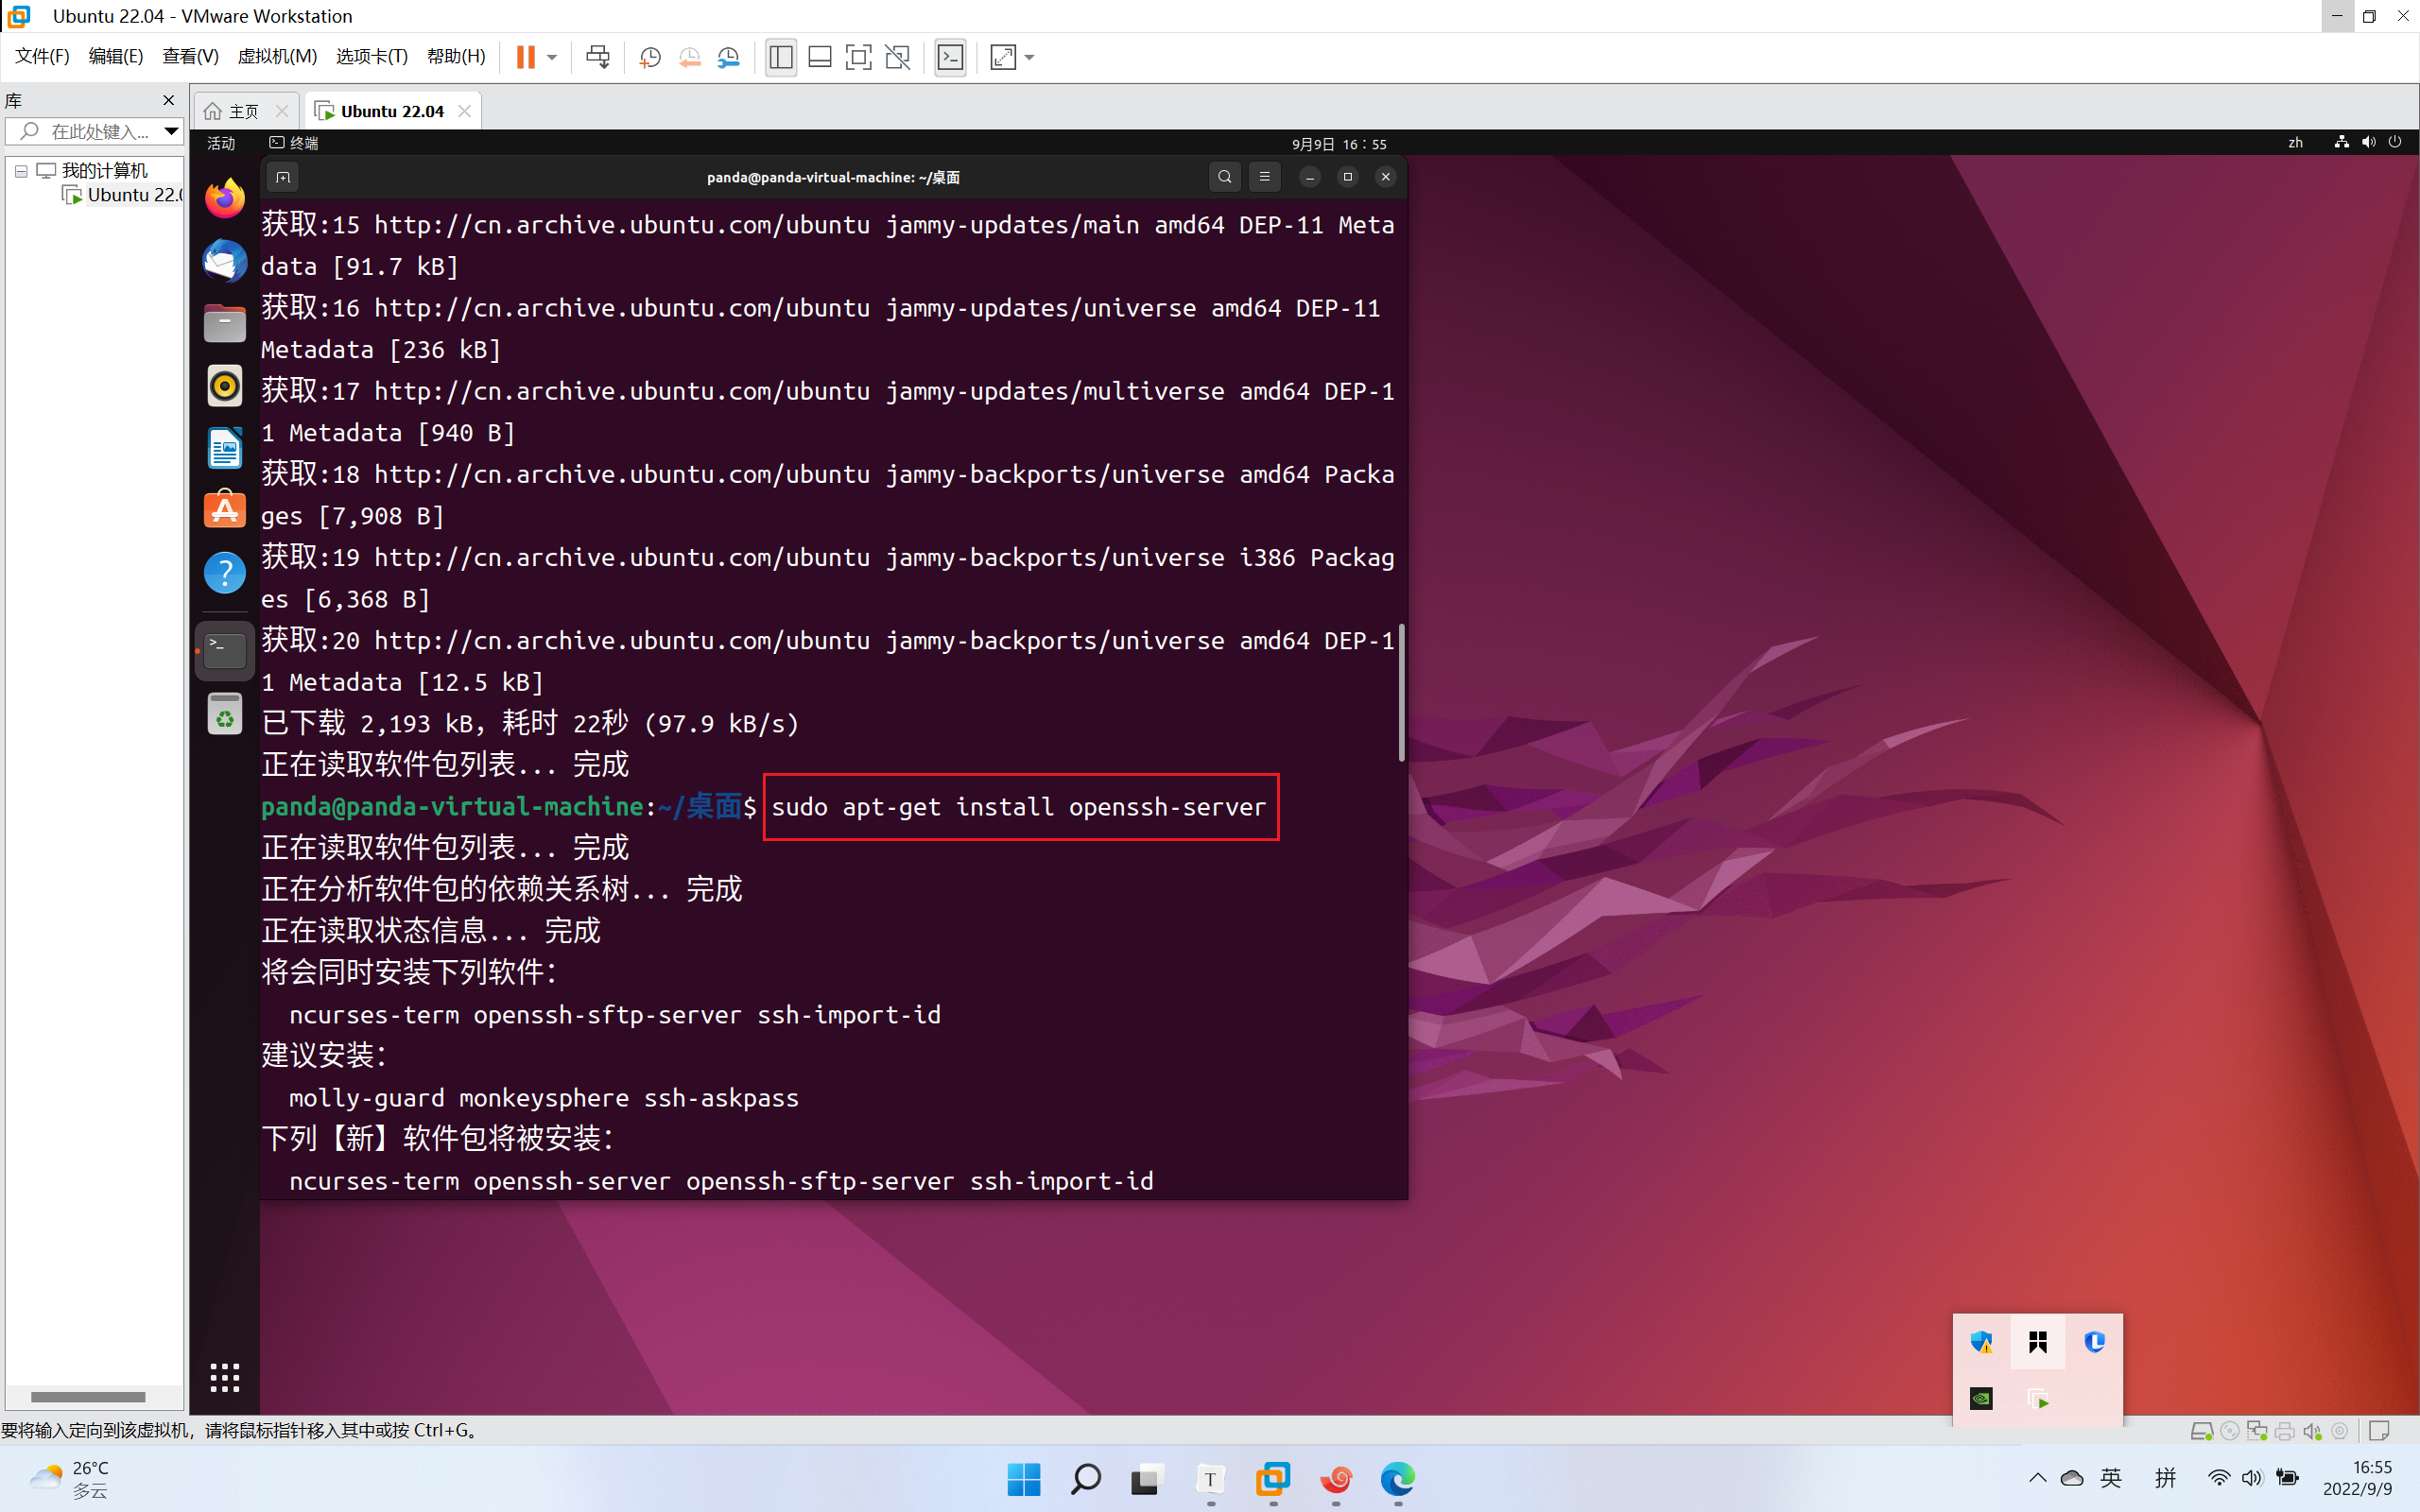 Ubuntu 22.04 - VMware Workstation
文件(F) 编辑(E) 查看(V) 虚拟机(M) 选项卡(T) 帮助(H)
库
在此处键入...
我的计算机
Ubuntu 22.0
主页
Ubuntu 22.04
活动 终端 9月9日 16：55 zh
panda@panda-virtual-machine: ~/桌面
获取:15 http://cn.archive.ubuntu.com/ubuntu jammy-updates/main amd64 DEP-11 Meta
data [91.7 kB]
获取:16 http://cn.archive.ubuntu.com/ubuntu jammy-updates/universe amd64 DEP-11
Metadata [236 kB]
获取:17 http://cn.archive.ubuntu.com/ubuntu jammy-updates/multiverse amd64 DEP-1
1 Metadata [940 B]
获取:18 http://cn.archive.ubuntu.com/ubuntu jammy-backports/universe amd64 Packa
ges [7,908 B]
获取:19 http://cn.archive.ubuntu.com/ubuntu jammy-backports/universe i386 Packag
es [6,368 B]
获取:20 http://cn.archive.ubuntu.com/ubuntu jammy-backports/universe amd64 DEP-1
1 Metadata [12.5 kB]
已下载 2,193 kB，耗时 22秒 (97.9 kB/s)
正在读取软件包列表... 完成
panda@panda-virtual-machine:~/桌面$ sudo apt-get install openssh-server
正在读取软件包列表... 完成
正在分析软件包的依赖关系树... 完成
正在读取状态信息... 完成
将会同时安装下列软件：
ncurses-term openssh-sftp-server ssh-import-id
建议安装：
molly-guard monkeysphere ssh-askpass
下列【新】软件包将被安装：
ncurses-term openssh-server openssh-sftp-server ssh-import-id
要将输入定向到该虚拟机，请将鼠标指针移入其中或按 Ctrl+G。
26°C
多云
英 拼
16:55
2022/9/9